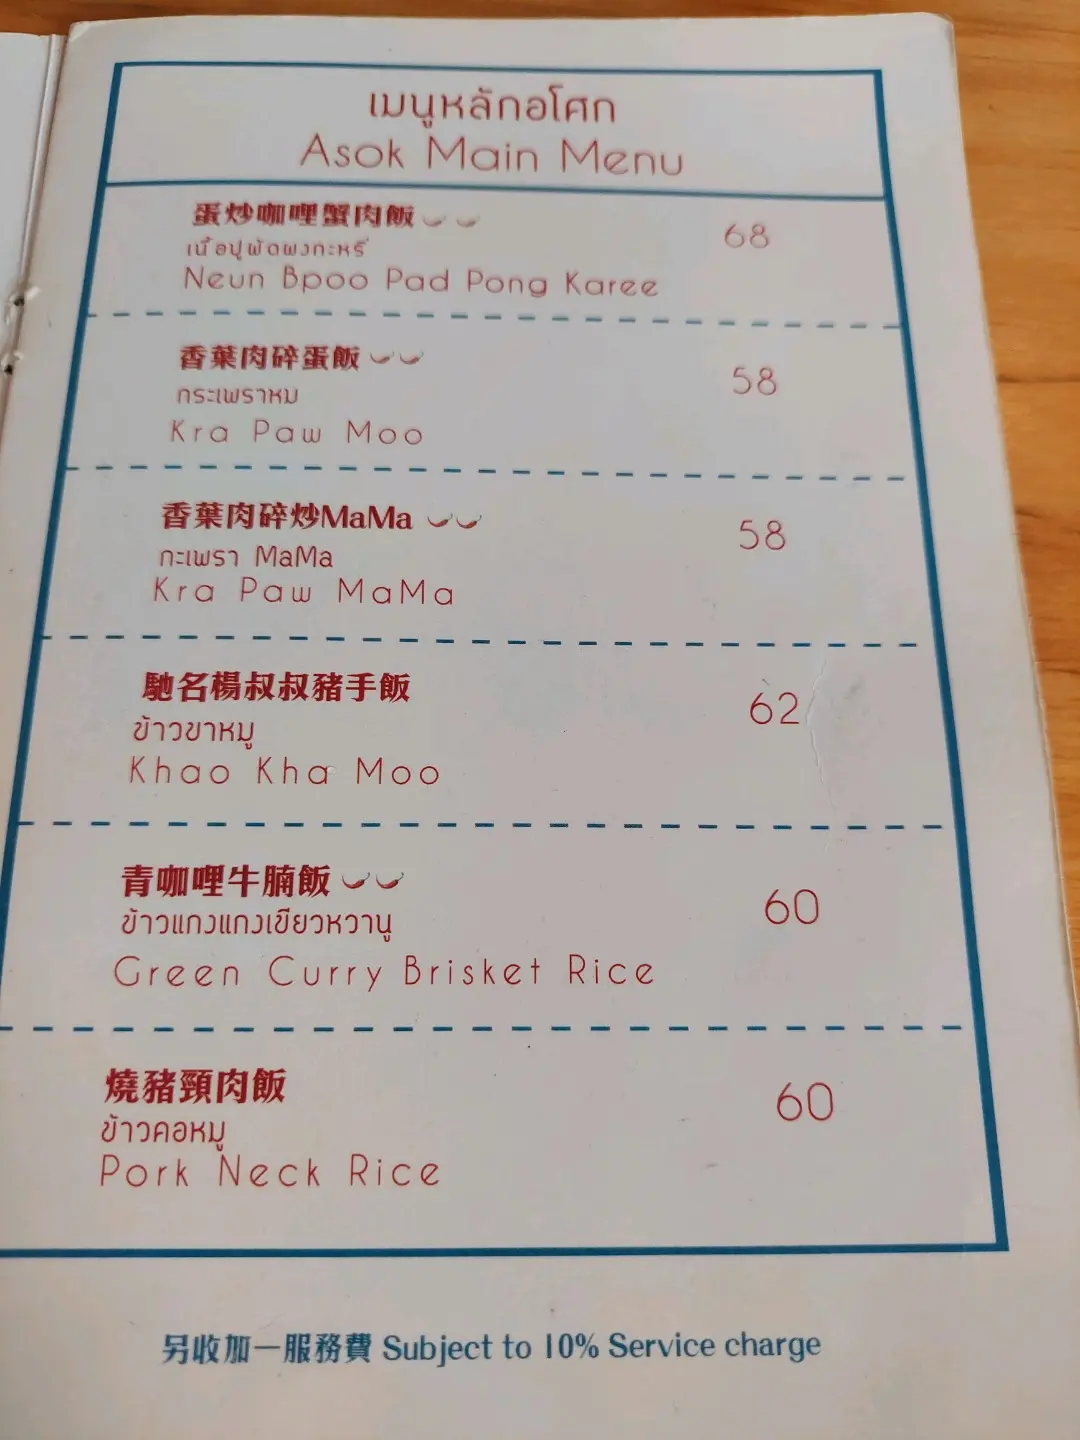 เมนูหลักอโศก
Asok Main Menu
蛋炒咖哩蟹肉飯 68
เนื้อปูผัดผงกะหรี่
Neun Bpoo Pad Pong Karee
香葉肉碎蛋飯 58
กระเพราหม
Kra Paw Moo
香葉肉碎炒MaMa 58
กะเพรา MaMa
Kra Paw MaMa
馳名楊叔叔豬手飯 62
ข้าวขาหมู
Khao Kha Moo
青咖哩牛腩飯 60
ข้าวแกงแกงเขียวหวานู
Green Curry Brisket Rice
燒豬頸肉飯 60
ข้าวคอหมู
Pork Neck Rice
另收加一服務費 Subject to 10% Service charge